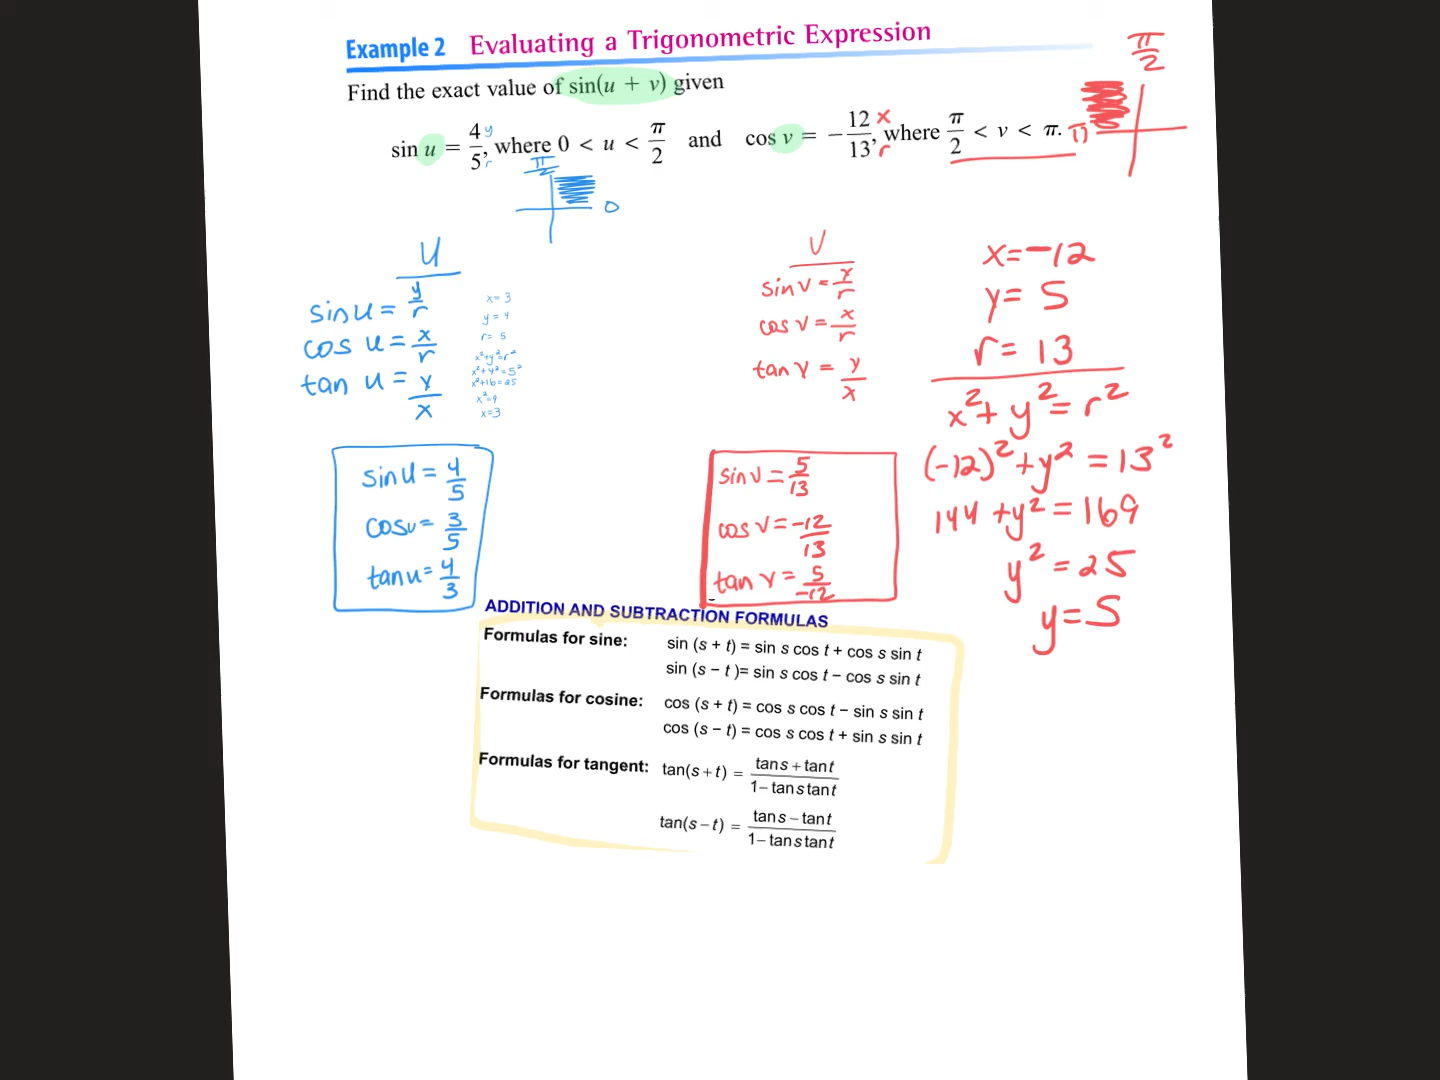 Example 2 Evaluating a Trigonometric Expression
Find the exact value of sin(u + v) given
sin u = 4/5, where 0 < u < π/2 and cos v = −12/13, where π/2 < v < π.
y
r
x
r
π/2
π
π/2
0
U
sin u = y/r
cos u = x/r
tan u = y/x
x = 3
y = 4
r = 5
x²+y²=r²
x²+4²=5²
x²+16=25
x²=9
x=3
sin u = 4/5
cos u = 3/5
tan u = 4/3
V
sin v = y/r
cos v = x/r
tan v = y/x
sin v = 5/13
cos v = -12/13
tan v = 5/-12
x = -12
y = 5
r = 13
x² + y² = r²
(-12)² + y² = 13²
144 + y² = 169
y² = 25
y = 5
ADDITION AND SUBTRACTION FORMULAS
Formulas for sine: sin (s + t) = sin s cos t + cos s sin t
sin (s − t )= sin s cos t − cos s sin t
Formulas for cosine: cos (s + t) = cos s cos t − sin s sin t
cos (s − t) = cos s cos t + sin s sin t
Formulas for tangent: tan(s + t) = tan s + tan t / 1 − tan s tan t
tan(s − t) = tan s − tan t / 1 − tan s tan t